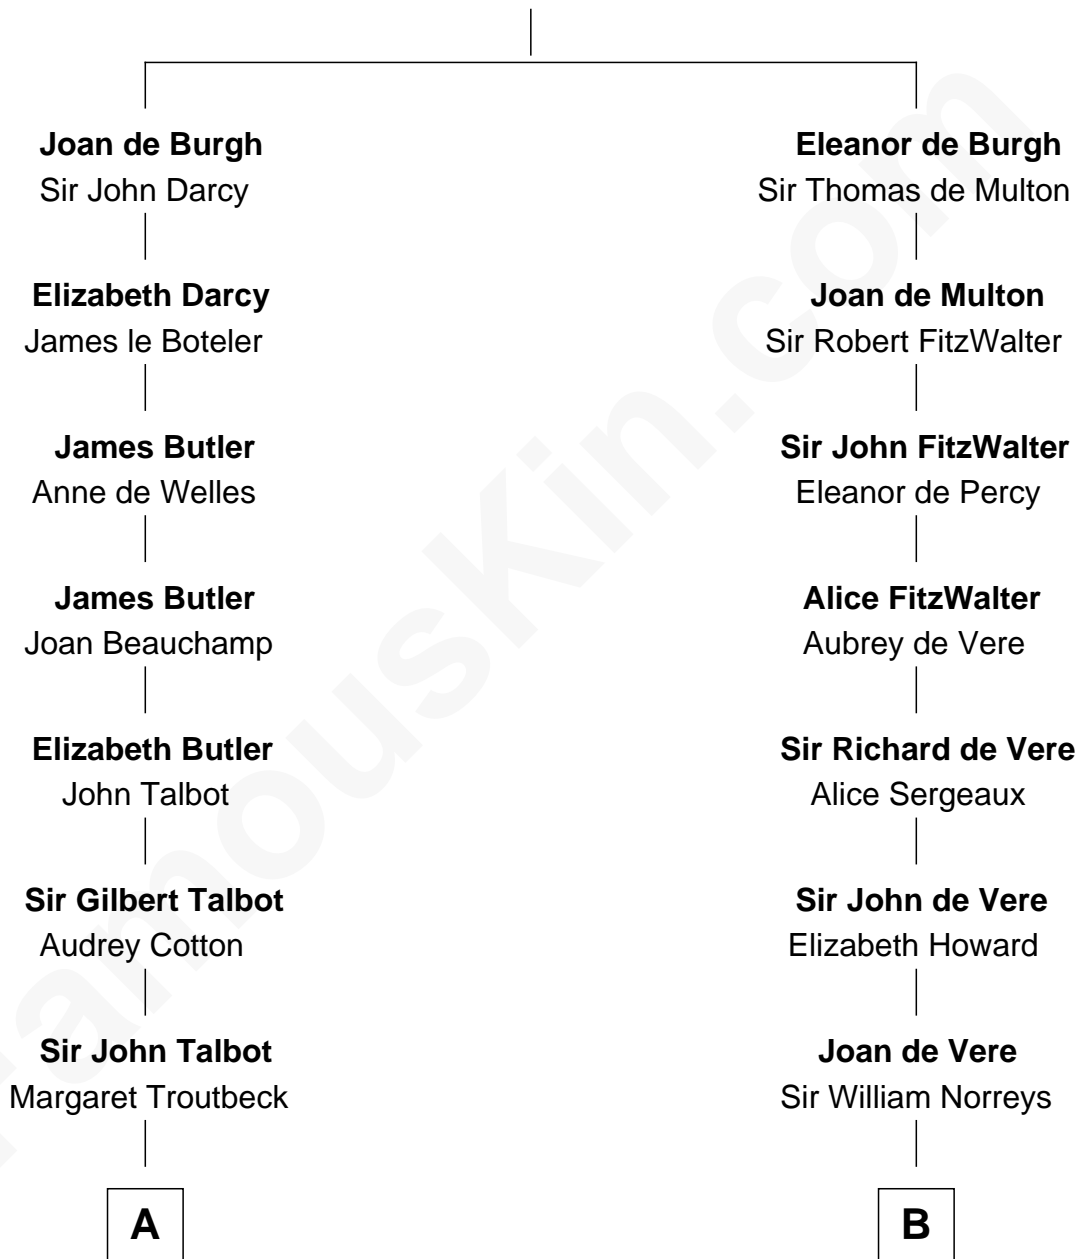 Joan de Burgh
Sir John Darcy
Elizabeth Darcy
James le Boteler
James Butler
Anne de Welles
James Butler
Joan Beauchamp
Elizabeth Butler
John Talbot
Sir Gilbert Talbot
Audrey Cotton
Sir John Talbot
Margaret Troutbeck
A
Eleanor de Burgh
Sir Thomas de Multon
Joan de Multon
Sir Robert FitzWalter
Sir John FitzWalter
Eleanor de Percy
Alice FitzWalter
Aubrey de Vere
Sir Richard de Vere
Alice Sergeaux
Sir John de Vere
Elizabeth Howard
Joan de Vere
Sir William Norreys
B
FamousKin.com